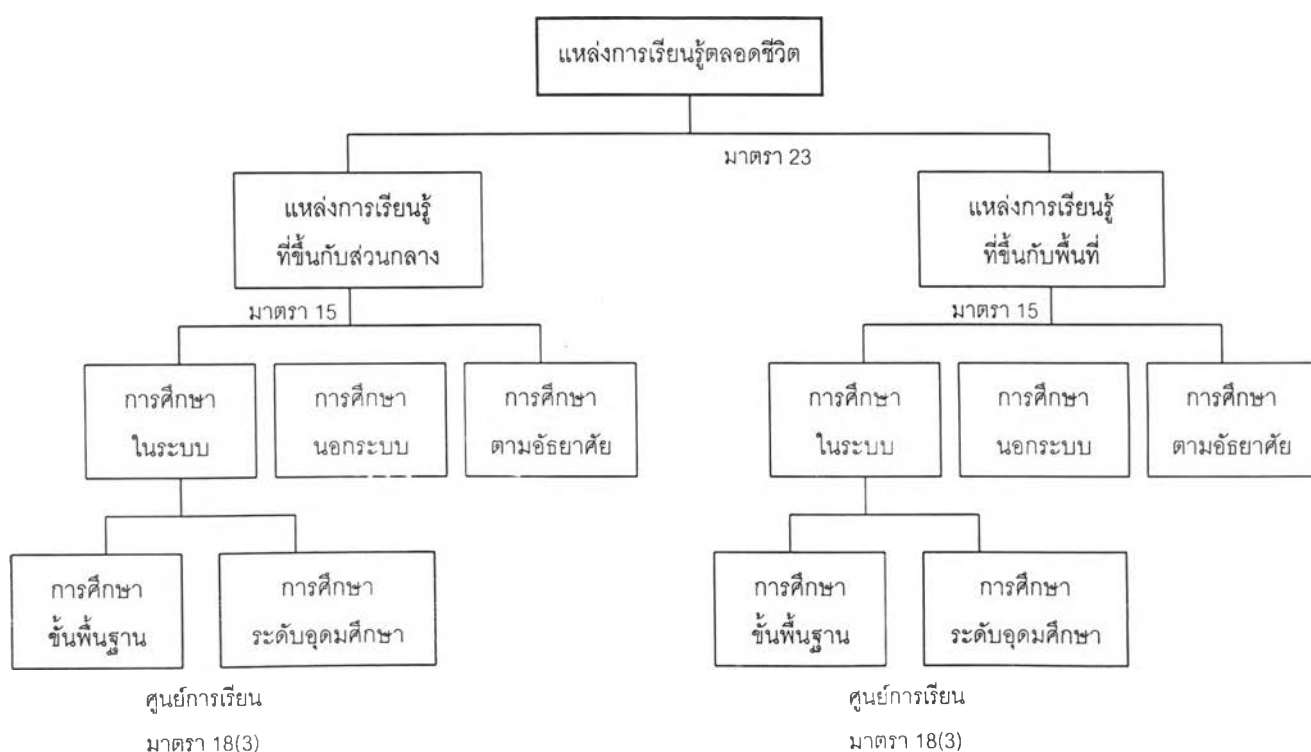 แหล่งการเรียนรู้ตลอดชีวิต
มาตรา 23
แหล่งการเรียนรู้
ที่ขึ้นกับส่วนกลาง
แหล่งการเรียนรู้
ที่ขึ้นกับพื้นที่
มาตรา 15
มาตรา 15
การศึกษา
ในระบบ
การศึกษา
นอกระบบ
การศึกษา
ตามอัธยาศัย
การศึกษา
ในระบบ
การศึกษา
นอกระบบ
การศึกษา
ตามอัธยาศัย
การศึกษา
ขั้นพื้นฐาน
การศึกษา
ระดับอุดมศึกษา
การศึกษา
ขั้นพื้นฐาน
การศึกษา
ระดับอุดมศึกษา
ศูนย์การเรียน
มาตรา 18(3)
ศูนย์การเรียน
มาตรา 18(3)